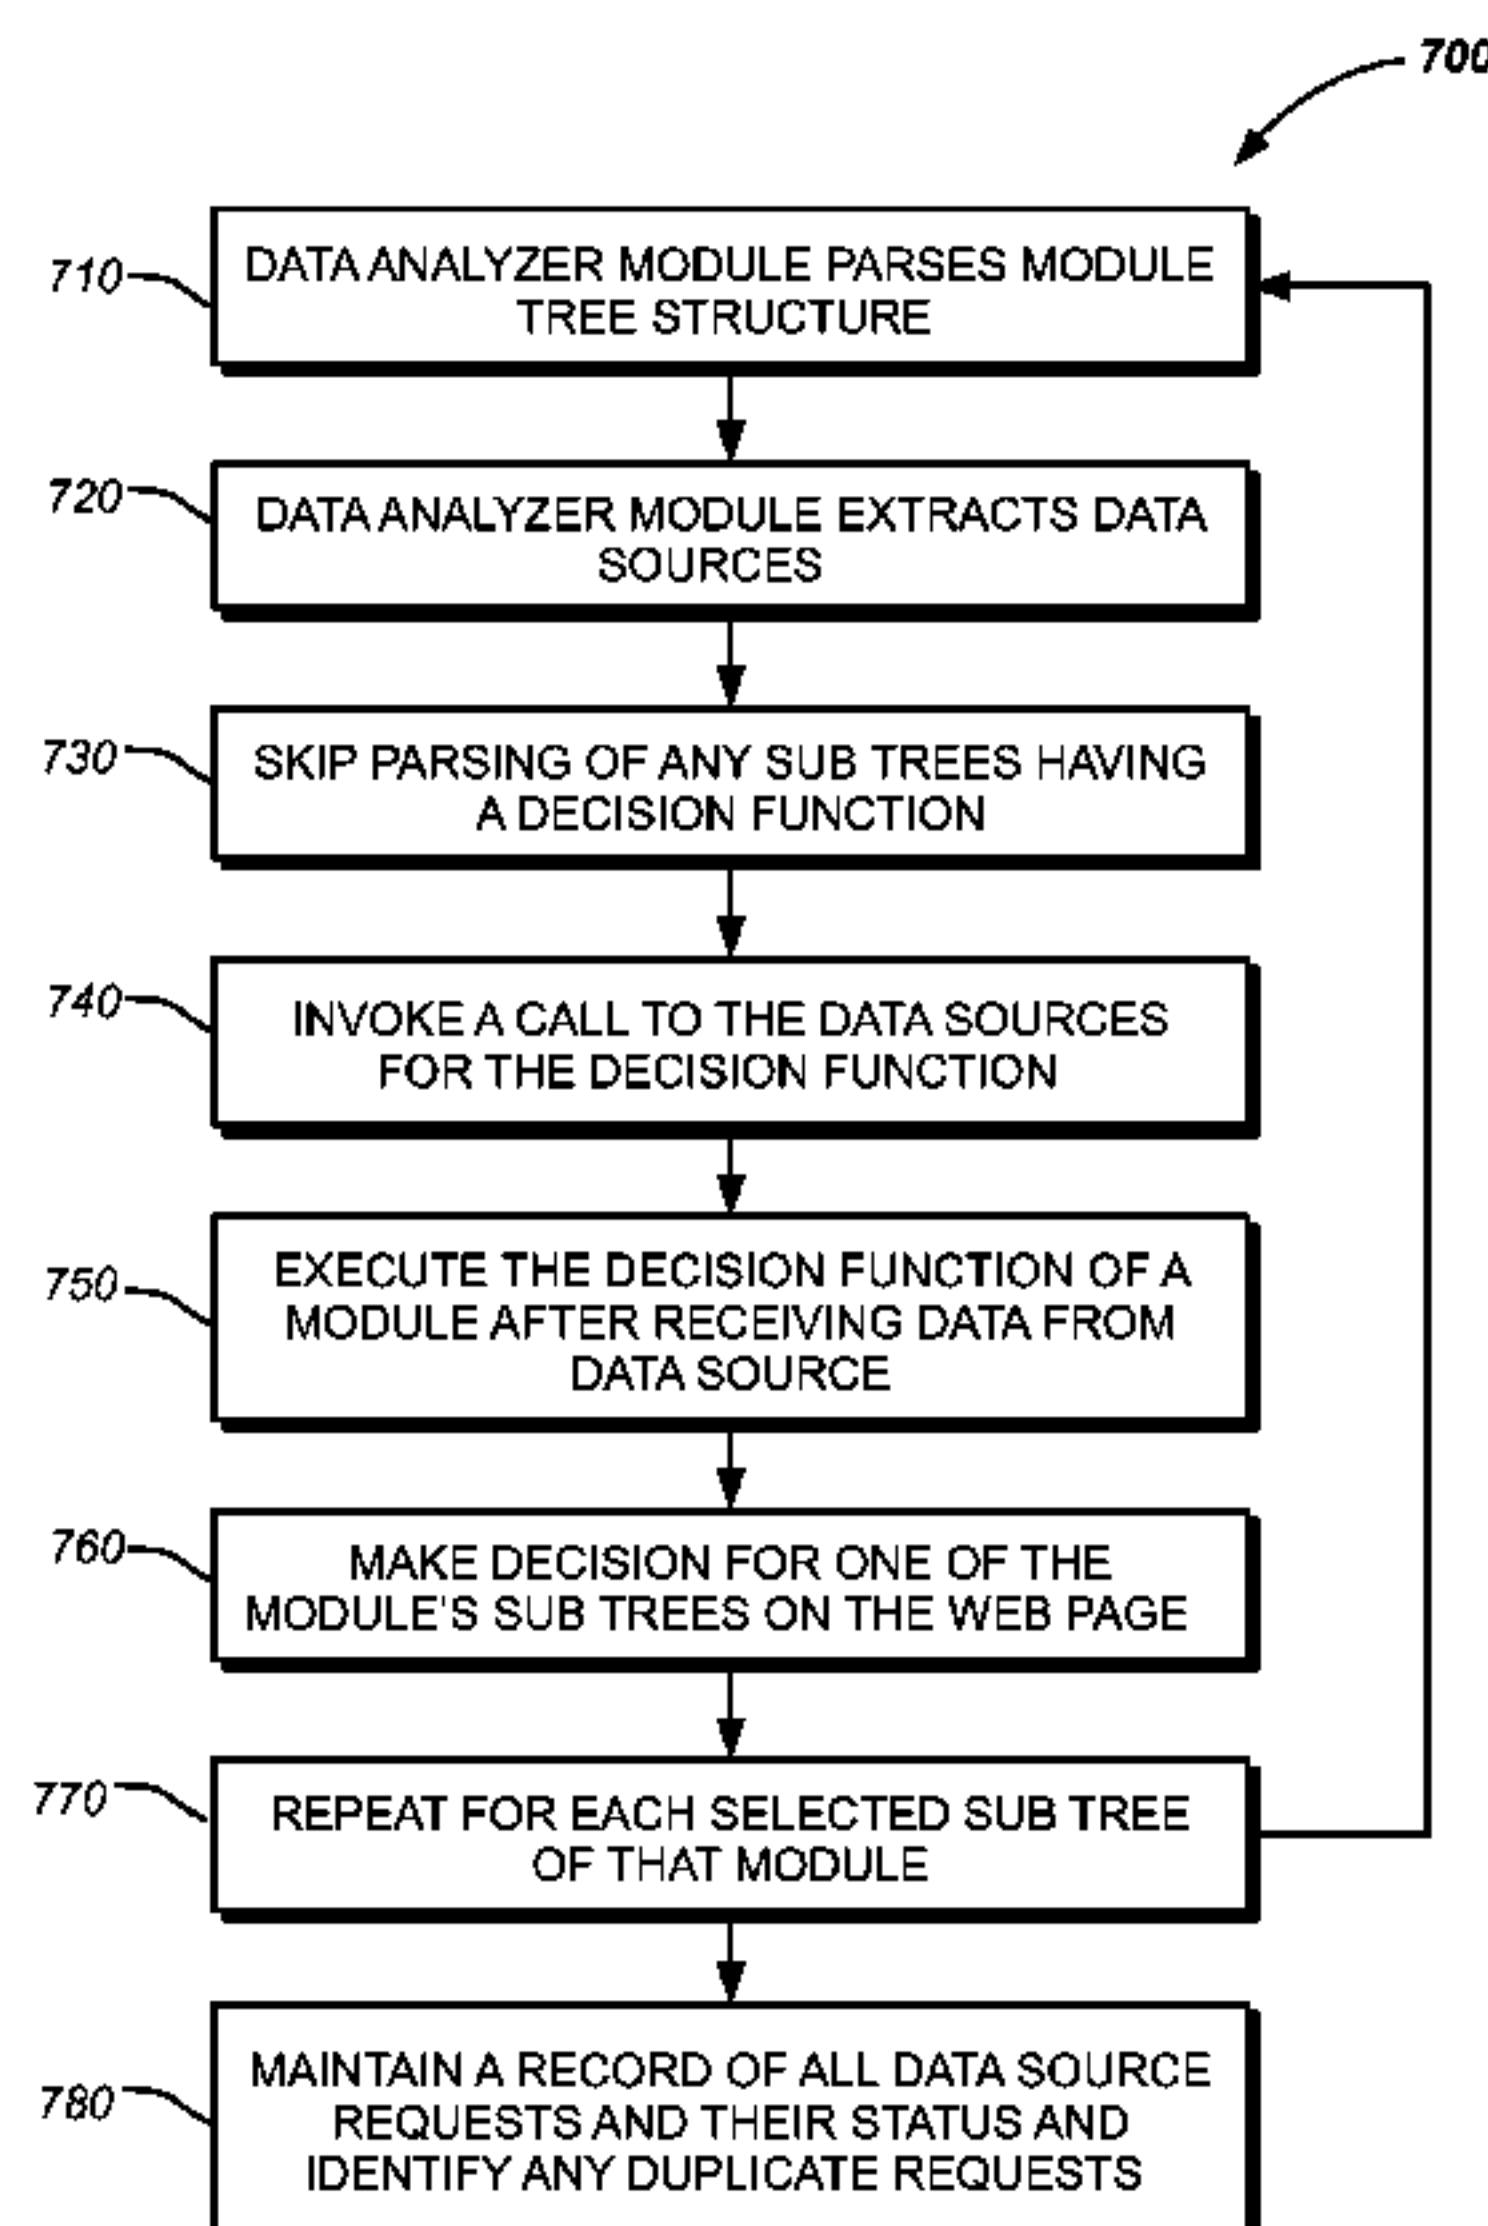 700
710
DATA ANALYZER MODULE PARSES MODULE
TREE STRUCTURE
720
DATA ANALYZER MODULE EXTRACTS DATA
SOURCES
730
SKIP PARSING OF ANY SUB TREES HAVING
A DECISION FUNCTION
740
INVOKE A CALL TO THE DATA SOURCES
FOR THE DECISION FUNCTION
750
EXECUTE THE DECISION FUNCTION OF A
MODULE AFTER RECEIVING DATA FROM
DATA SOURCE
760
MAKE DECISION FOR ONE OF THE
MODULE'S SUB TREES ON THE WEB PAGE
770
REPEAT FOR EACH SELECTED SUB TREE
OF THAT MODULE
780
MAINTAIN A RECORD OF ALL DATA SOURCE
REQUESTS AND THEIR STATUS AND
IDENTIFY ANY DUPLICATE REQUESTS